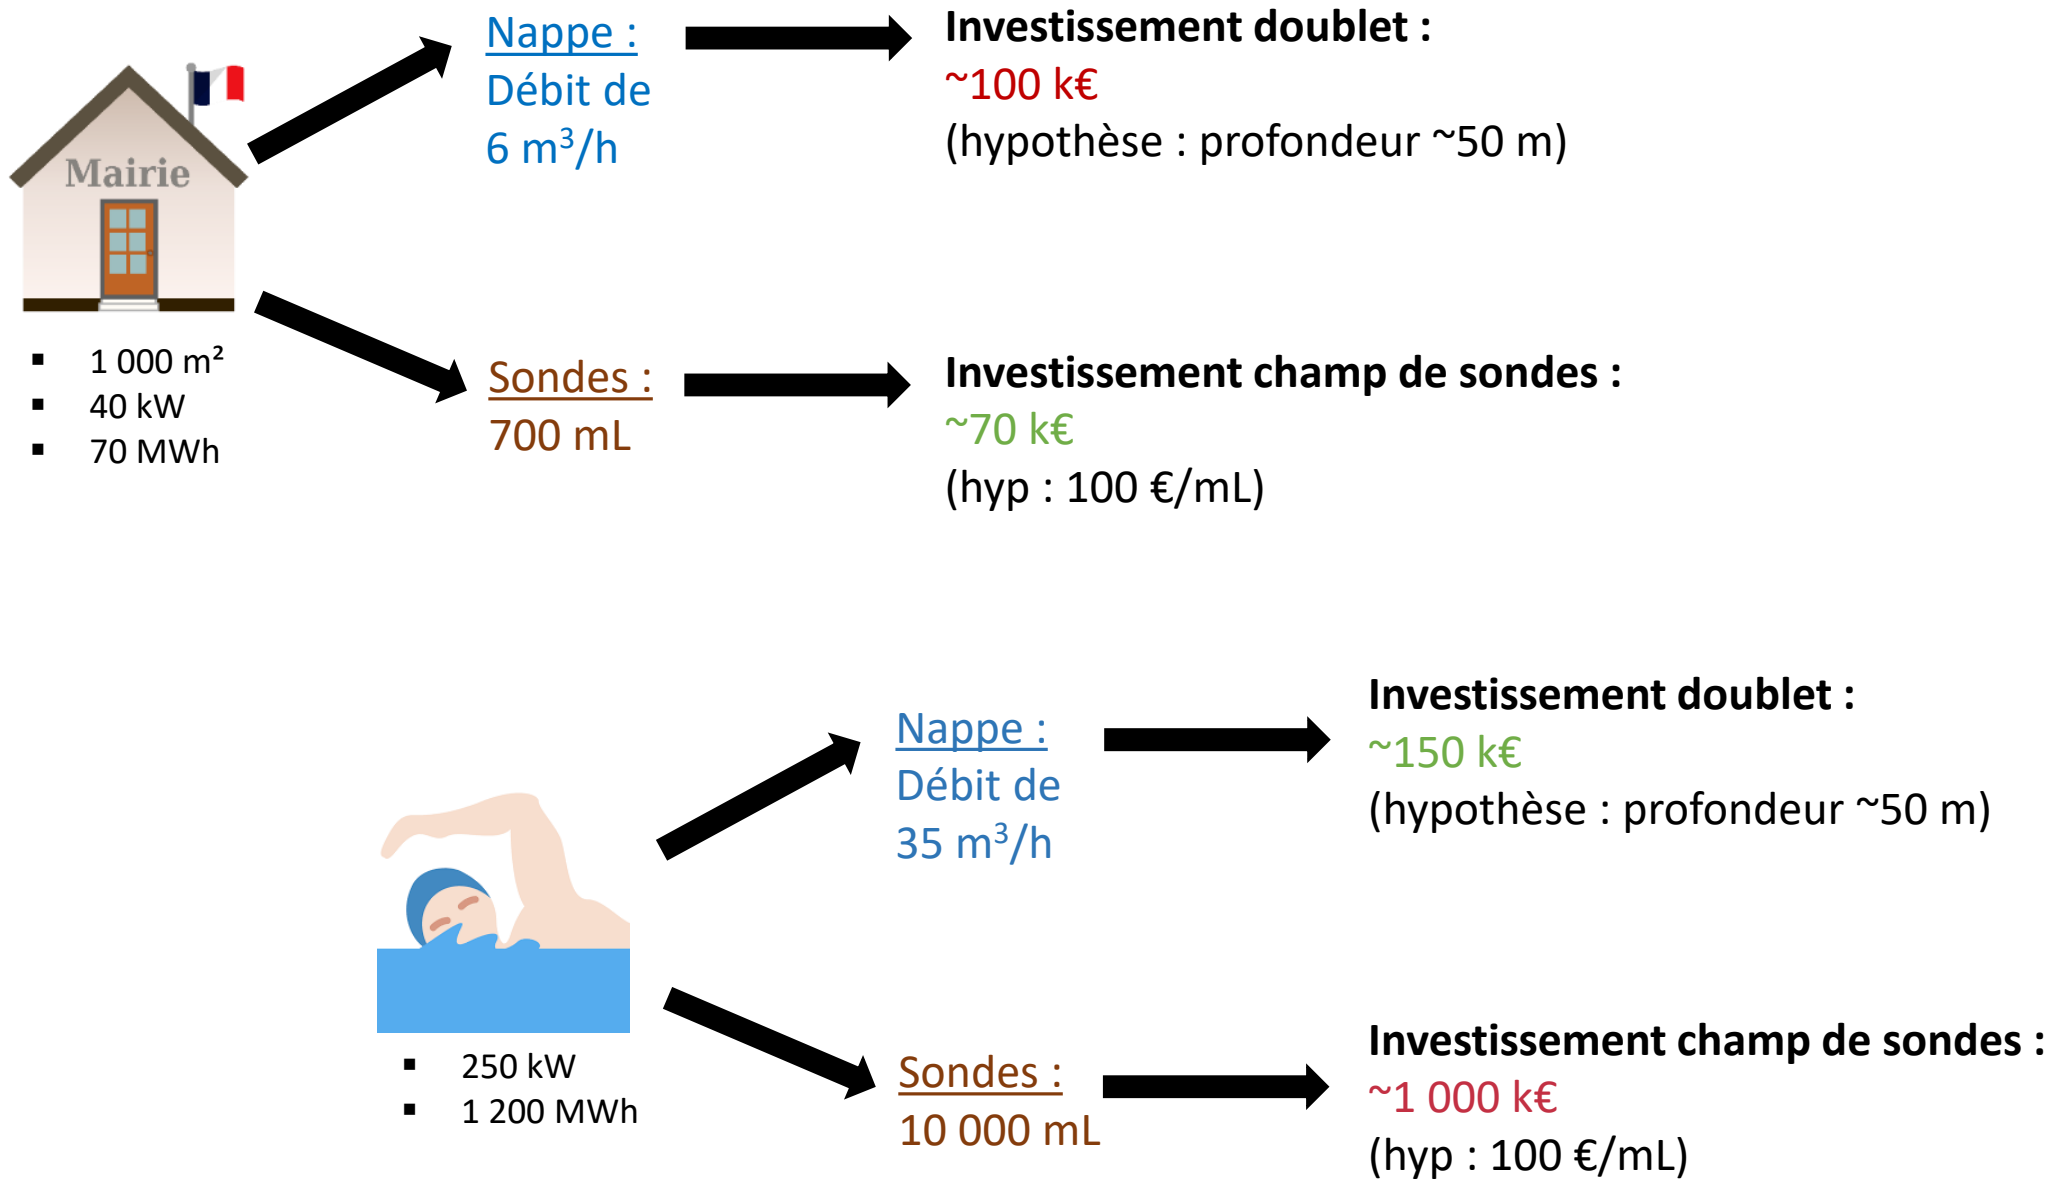 Mairie
▪ 1 000 m²
▪ 40 kW
▪ 70 MWh
Nappe :
Débit de
6 m³/h
Investissement doublet :
~100 k€
(hypothèse : profondeur ~50 m)
Sondes :
700 mL
Investissement champ de sondes :
~70 k€
(hyp : 100 €/mL)
▪ 250 kW
▪ 1 200 MWh
Nappe :
Débit de
35 m³/h
Investissement doublet :
~150 k€
(hypothèse : profondeur ~50 m)
Sondes :
10 000 mL
Investissement champ de sondes :
~1 000 k€
(hyp : 100 €/mL)